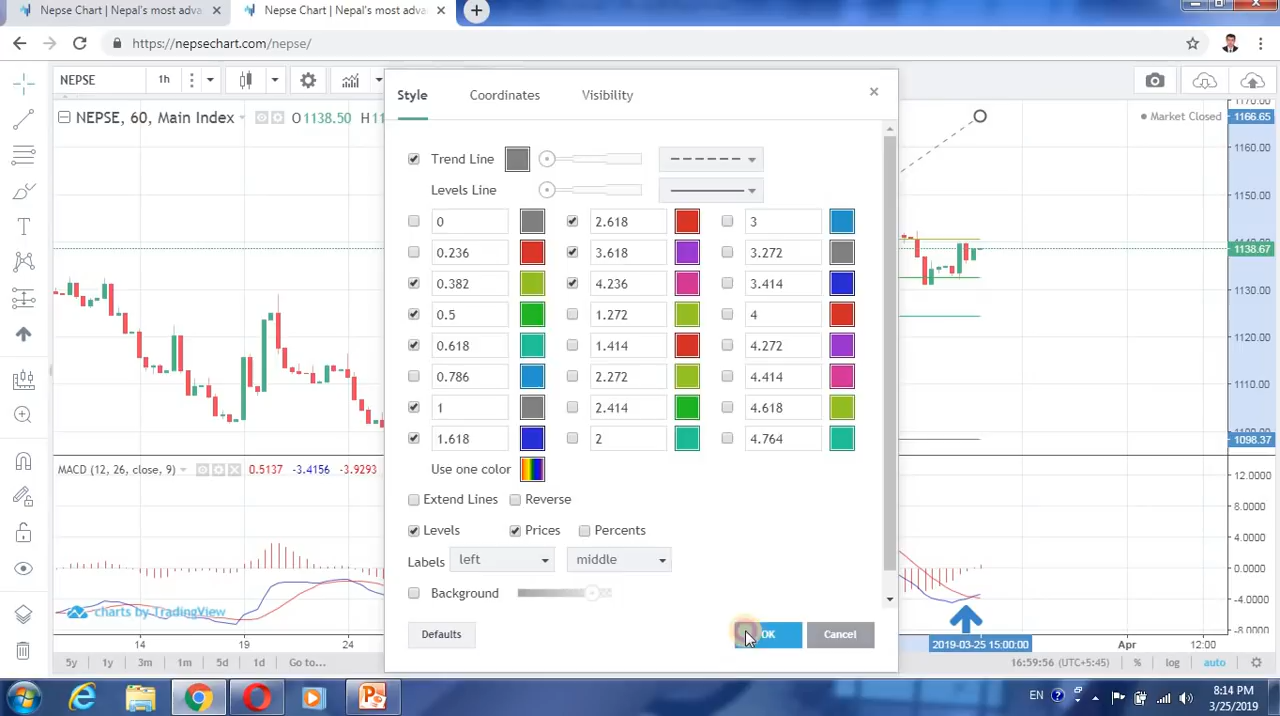 Nepse Chart | Nepal's most adva
Nepse Chart | Nepal's most adva
https://nepsechart.com/nepse/
NEPSE
1h
NEPSE, 60, Main Index
O1138.50 H11
Market Closed
Style
Coordinates
Visibility
Trend Line
Levels Line
0 2.618 3
0.236 3.618 3.272
0.382 4.236 3.414
0.5 1.272 4
0.618 1.414 4.272
0.786 2.272 4.414
1 2.414 4.618
1.618 2 4.764
Use one color
Extend Lines Reverse
Levels Prices Percents
Labels left middle
Background
Defaults OK Cancel
1170.00
1166.65
1160.00
1150.00
1138.67
1130.00
1120.00
1110.00
1098.37
MACD (12, 26, close, 9) 0.5137 -3.4156 -3.9293
12.0000
8.0000
4.0000
0.0000
-4.0000
-8.0000
charts by TradingView
14 19 24 2019-03-25 15:00:00 Apr 12:00
5y 1y 3m 1m 5d 1d Go to... 16:59:56 (UTC+5:45) % log auto
EN
8:14 PM
3/25/2019